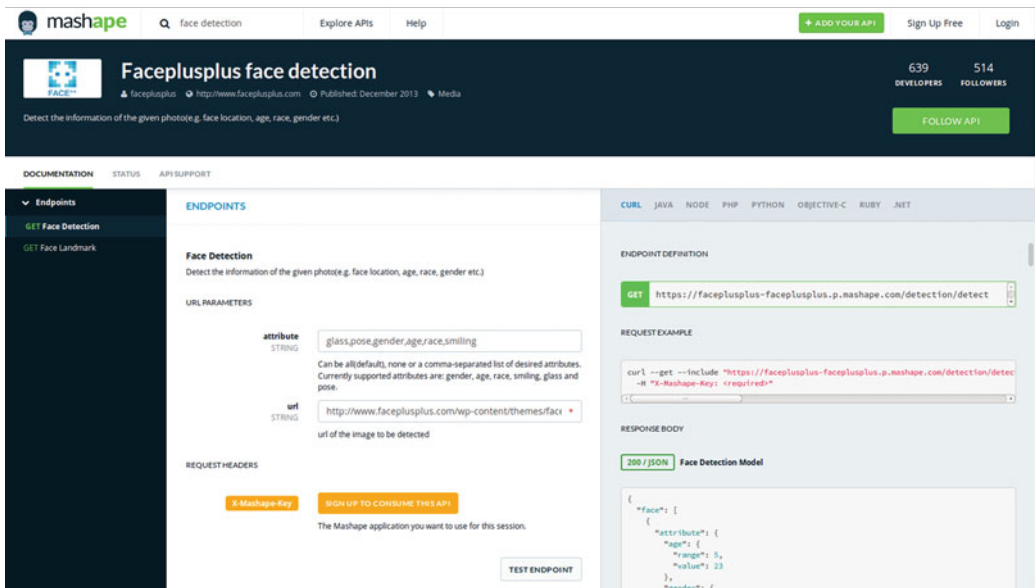 mashape
face detection
Explore APIs
Help
+ ADD YOUR API
Sign Up Free
Login
FACE++
Faceplusplus face detection
faceplusplus http://www.faceplusplus.com Published: December 2013 Media
Detect the information of the given photo(e.g. face location, age, race, gender etc.)
639 514
DEVELOPERS FOLLOWERS
FOLLOW API
DOCUMENTATION STATUS API SUPPORT
Endpoints
GET Face Detection
GET Face Landmark
ENDPOINTS
Face Detection
Detect the information of the given photo(e.g. face location, age, race, gender etc.)
URL PARAMETERS
attribute
STRING
glass,pose,gender,age,race,smiling
Can be all(default), none or a comma-separated list of desired attributes.
Currently supported attributes are: gender, age, race, smiling, glass and
pose.
url
STRING
http://www.faceplusplus.com/wp-content/themes/face *
url of the image to be detected
REQUEST HEADERS
X-Mashape-Key
SIGN UP TO CONSUME THIS API
The Mashape application you want to use for this session.
TEST ENDPOINT
CURL JAVA NODE PHP PYTHON OBJECTIVE-C RUBY .NET
ENDPOINT DEFINITION
GET https://faceplusplus-faceplusplus.p.mashape.com/detection/detect
REQUEST EXAMPLE
curl --get --include "https://faceplusplus-faceplusplus.p.mashape.com/detection/detec
-H "X-Mashape-Key: <required>"
RESPONSE BODY
200 / JSON Face Detection Model
{
"face": [
{
"attribute": {
"age": {
"range": 5,
"value": 23
},
"gender": {